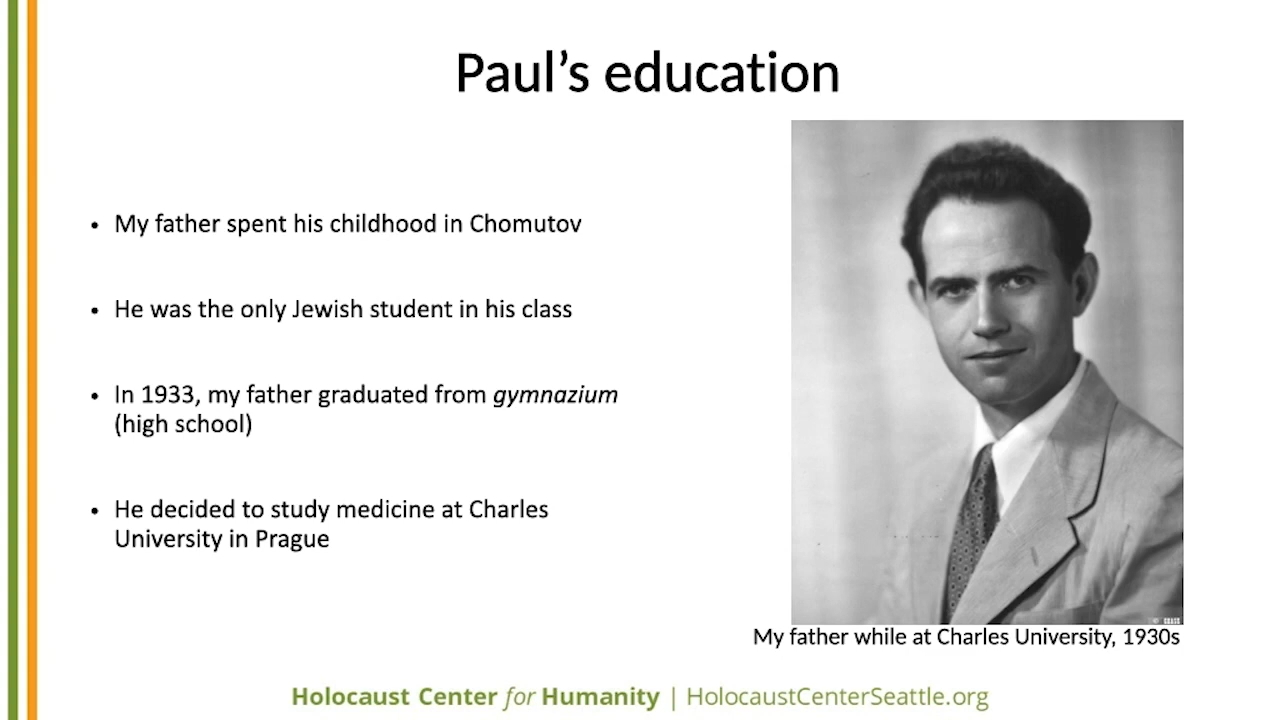 Paul’s education
• My father spent his childhood in Chomutov
• He was the only Jewish student in his class
• In 1933, my father graduated from gymnazium
(high school)
• He decided to study medicine at Charles
University in Prague
My father while at Charles University, 1930s
Holocaust Center for Humanity | HolocaustCenterSeattle.org